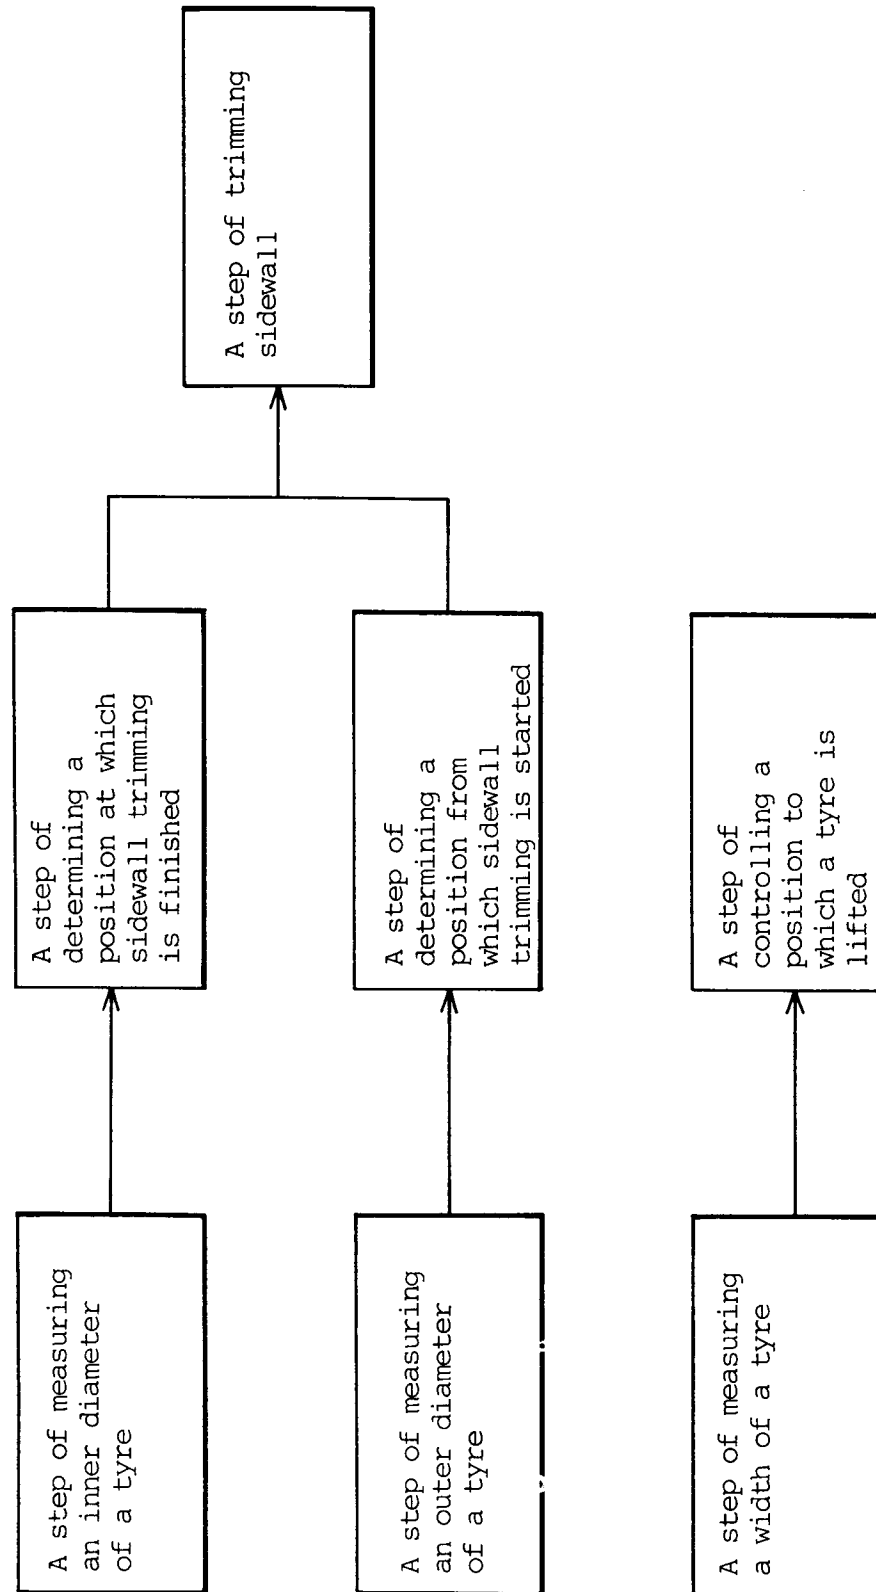 A step of measuring
an inner diameter
of a tyre
A step of
determining a
position at which
sidewall trimming
is finished
A step of trimming
sidewall
A step of measuring
an outer diameter
of a tyre
A step of
determining a
position from
which sidewall
trimming is started
A step of measuring
a width of a tyre
A step of
controlling a
position to
which a tyre is
lifted